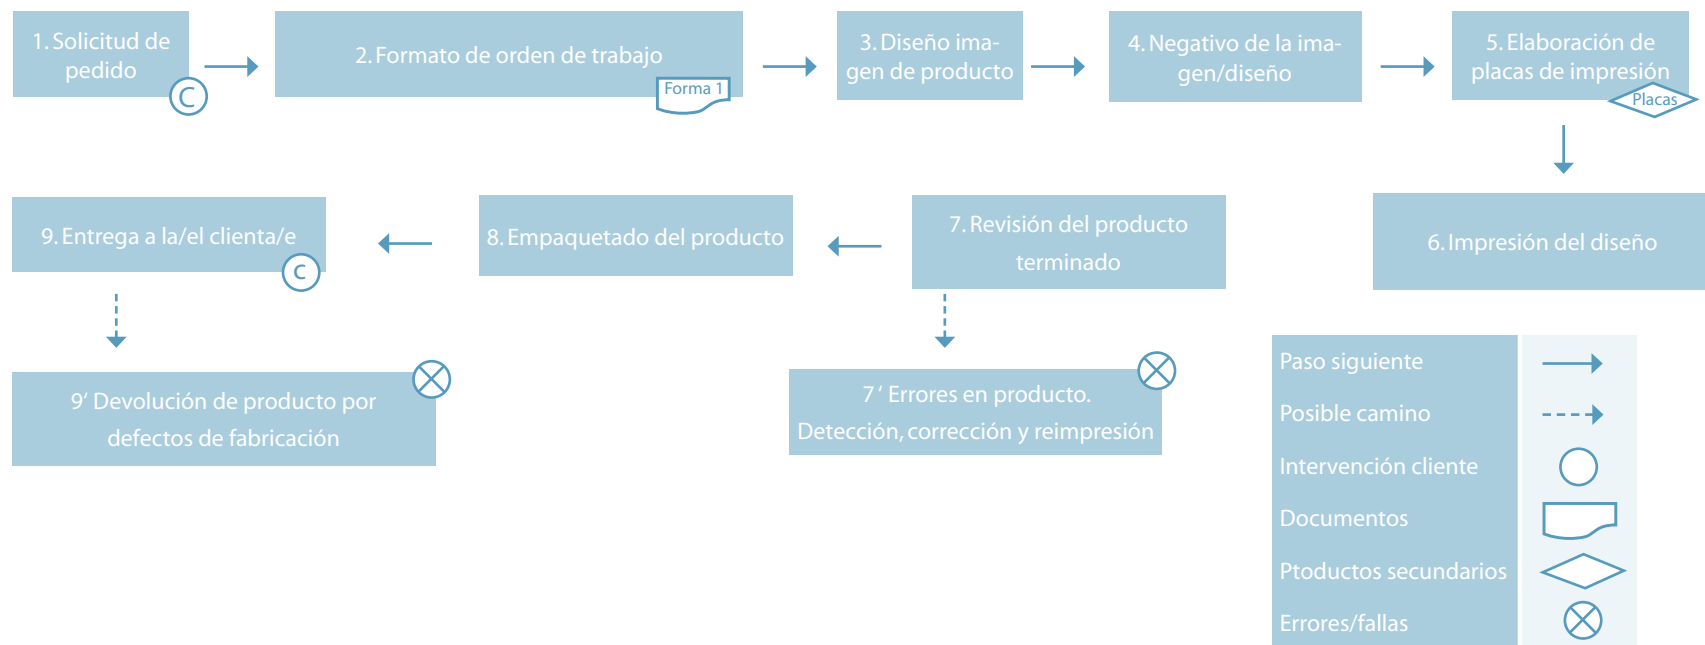 1. Solicitud de
pedido
C
2. Formato de orden de trabajo
Forma 1
3. Diseño ima-
gen de producto
4. Negativo de la ima-
gen/diseño
5. Elaboración de
placas de impresión
Placas
6. Impresión del diseño
7. Revisión del producto
terminado
8. Empaquetado del producto
9. Entrega a la/el clienta/e
C
9‘ Devolución de producto por
defectos de fabricación
7 ‘ Errores en producto.
Detección, corrección y reimpresión
Paso siguiente
Posible camino
Intervención cliente
Documentos
Ptoductos secundarios
Errores/fallas